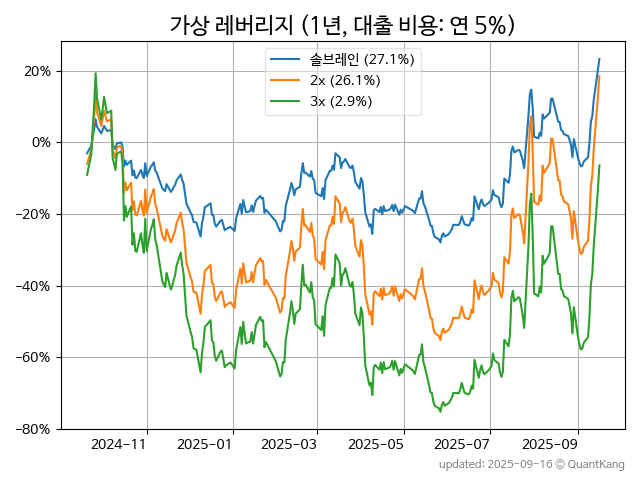 가상 레버리지 (1년, 대출 비용: 연 5%)
솔브레인 (27.1%)
2x (26.1%)
3x (2.9%)
20%
0%
−20%
−40%
−60%
−80%
2024-11 2025-01 2025-03 2025-05 2025-07 2025-09
updated: 2025-09-16 © QuantKang